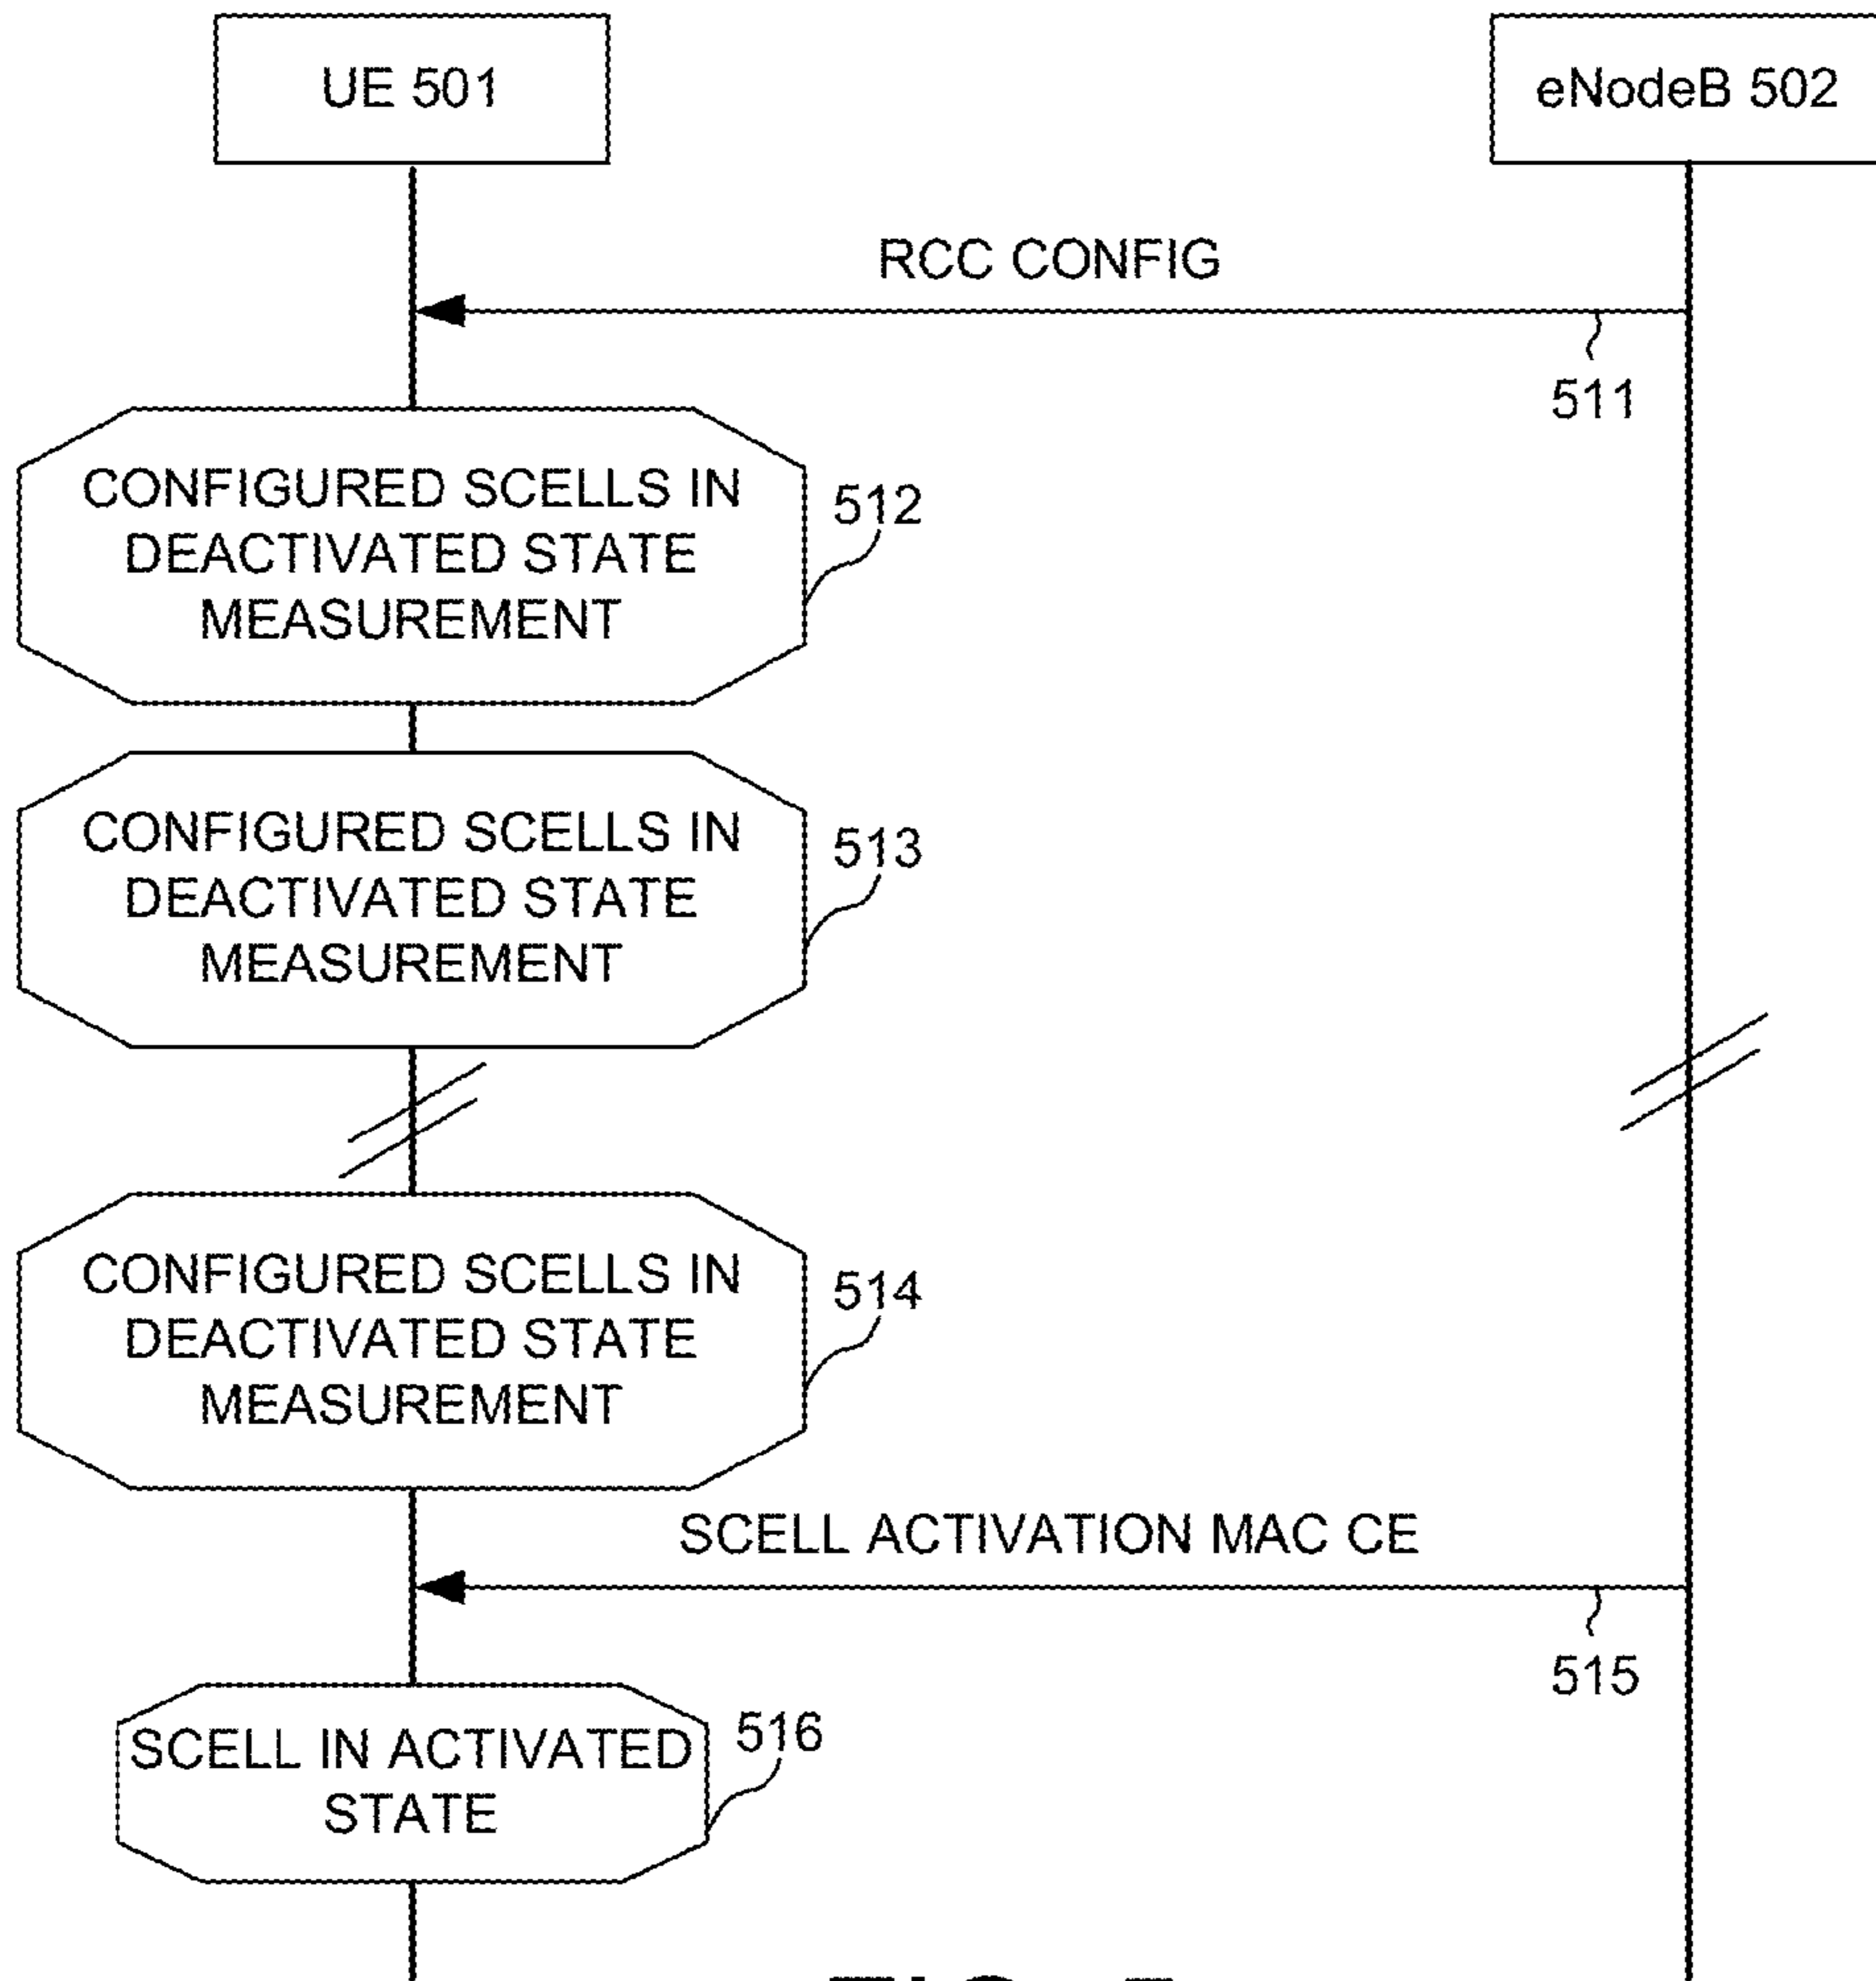 UE 501
eNodeB 502
RCC CONFIG
511
CONFIGURED SCELLS IN
DEACTIVATED STATE
MEASUREMENT
512
CONFIGURED SCELLS IN
DEACTIVATED STATE
MEASUREMENT
513
CONFIGURED SCELLS IN
DEACTIVATED STATE
MEASUREMENT
514
SCELL ACTIVATION MAC CE
515
SCELL IN ACTIVATED
STATE
516